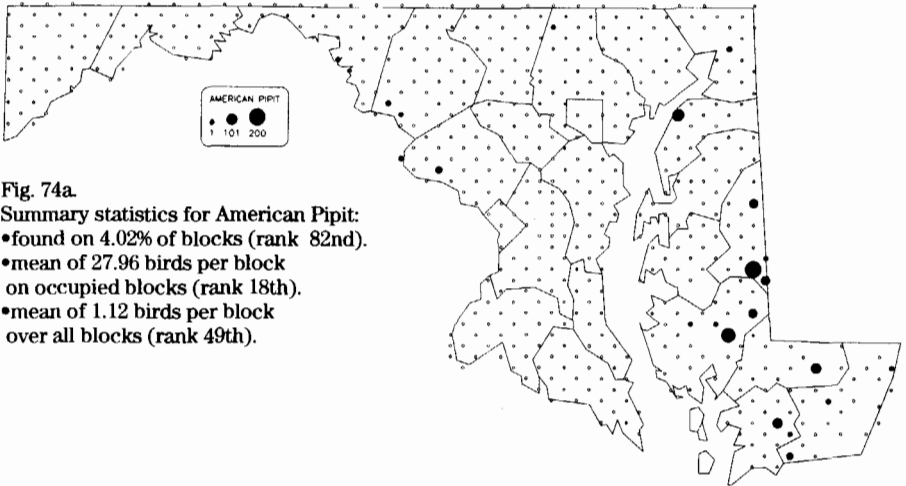 AMERICAN PIPIT
1 101 200
Fig. 74a.
Summary statistics for American Pipit:
•found on 4.02% of blocks (rank 82nd).
•mean of 27.96 birds per block
on occupied blocks (rank 18th).
•mean of 1.12 birds per block
over all blocks (rank 49th).